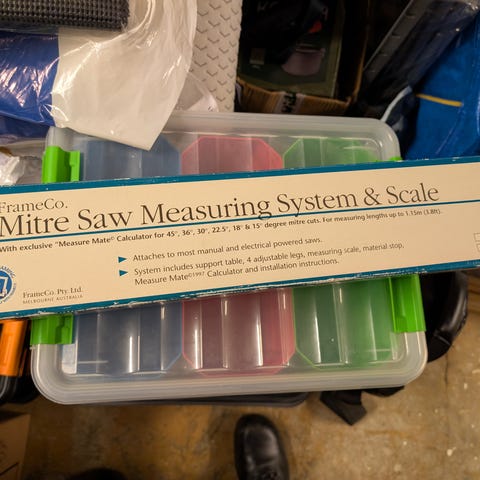 FrameCo.
Mitre Saw Measuring System & Scale
With exclusive "Measure Mate© Calculator for 45°, 36°, 30°, 22.5°, 18° & 15° degree mitre cuts. For measuring lengths up to 1.15m (3.8ft).
Attaches to most manual and electrical powered saws.
System includes support table, 4 adjustable legs, measuring scale, material stop,
Measure Mate©1997 Calculator and installation instructions.
FrameCo Pty. Ltd.
MELBOURNE AUSTRALIA